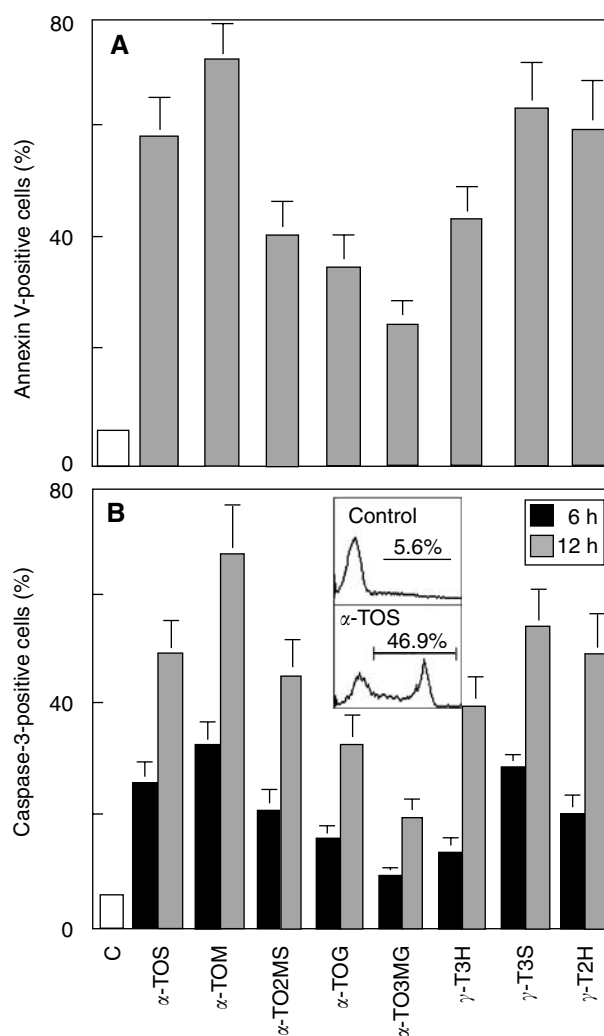 A
80
40
0
Annexin V-positive cells (%)
B
80
40
0
Caspase-3-positive cells (%)
Control
5.6%
α-TOS
46.9%
6 h
12 h
C
α-TOS
α-TOM
α-TO2MS
α-TOG
α-TO3MG
γ-T3H
γ-T3S
γ-T2H